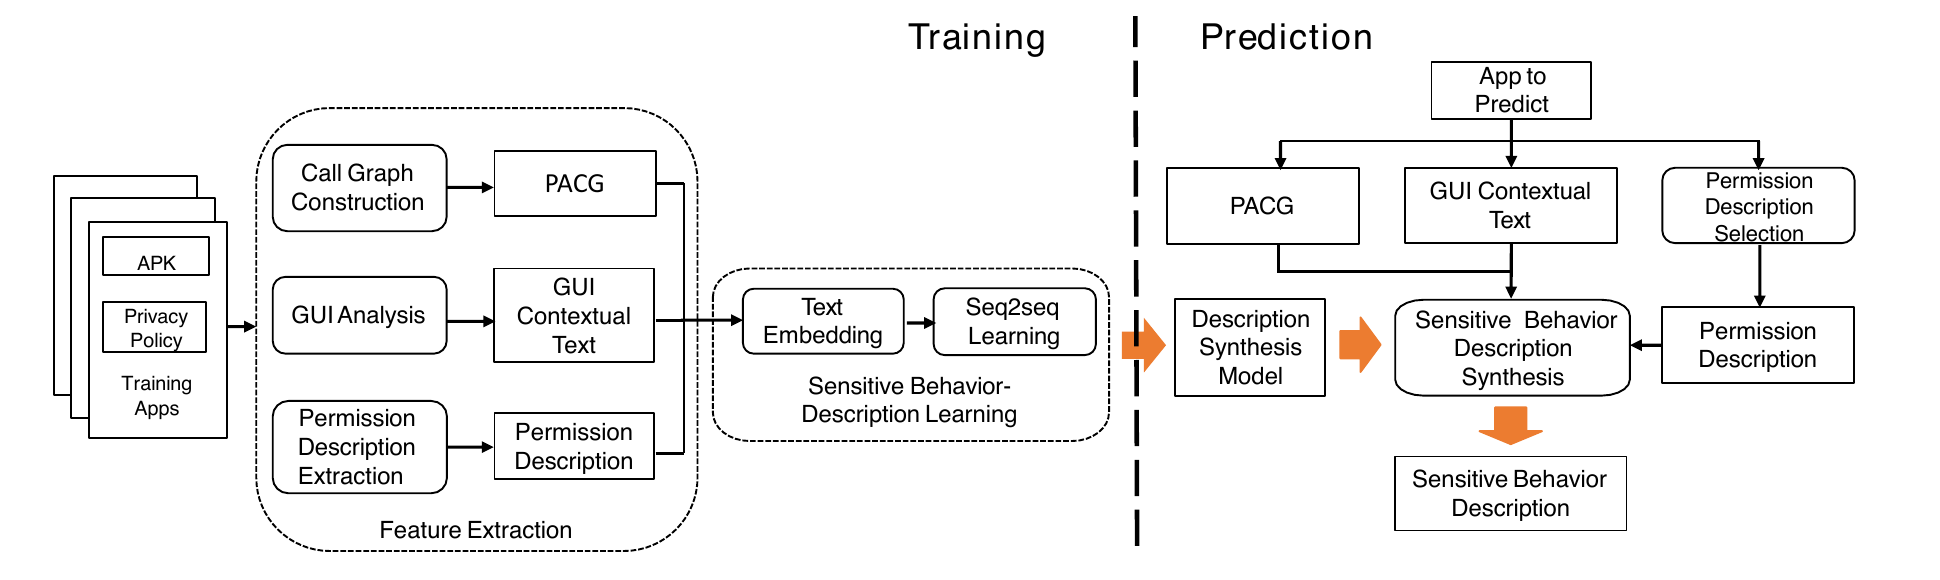 Training
Prediction
APK
Privacy
Policy
Training
Apps
Call Graph
Construction
PACG
GUI Analysis
GUI
Contextual
Text
Permission
Description
Extraction
Permission
Description
Feature Extraction
Text
Embedding
Seq2seq
Learning
Sensitive Behavior-
Description Learning
App to
Predict
PACG
GUI Contextual
Text
Permission
Description
Selection
Description
Synthesis
Model
Sensitive Behavior
Description
Synthesis
Permission
Description
Sensitive Behavior
Description